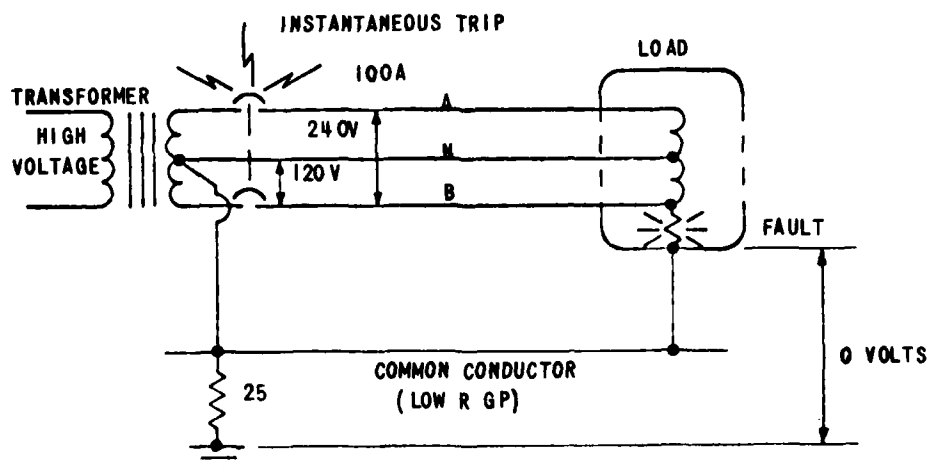 INSTANTANEOUS TRIP
100A
LOAD
TRANSFORMER
HIGH
VOLTAGE
A
240V
N
120V
B
FAULT
25
COMMON CONDUCTOR
(LOW R GP)
0 VOLTS